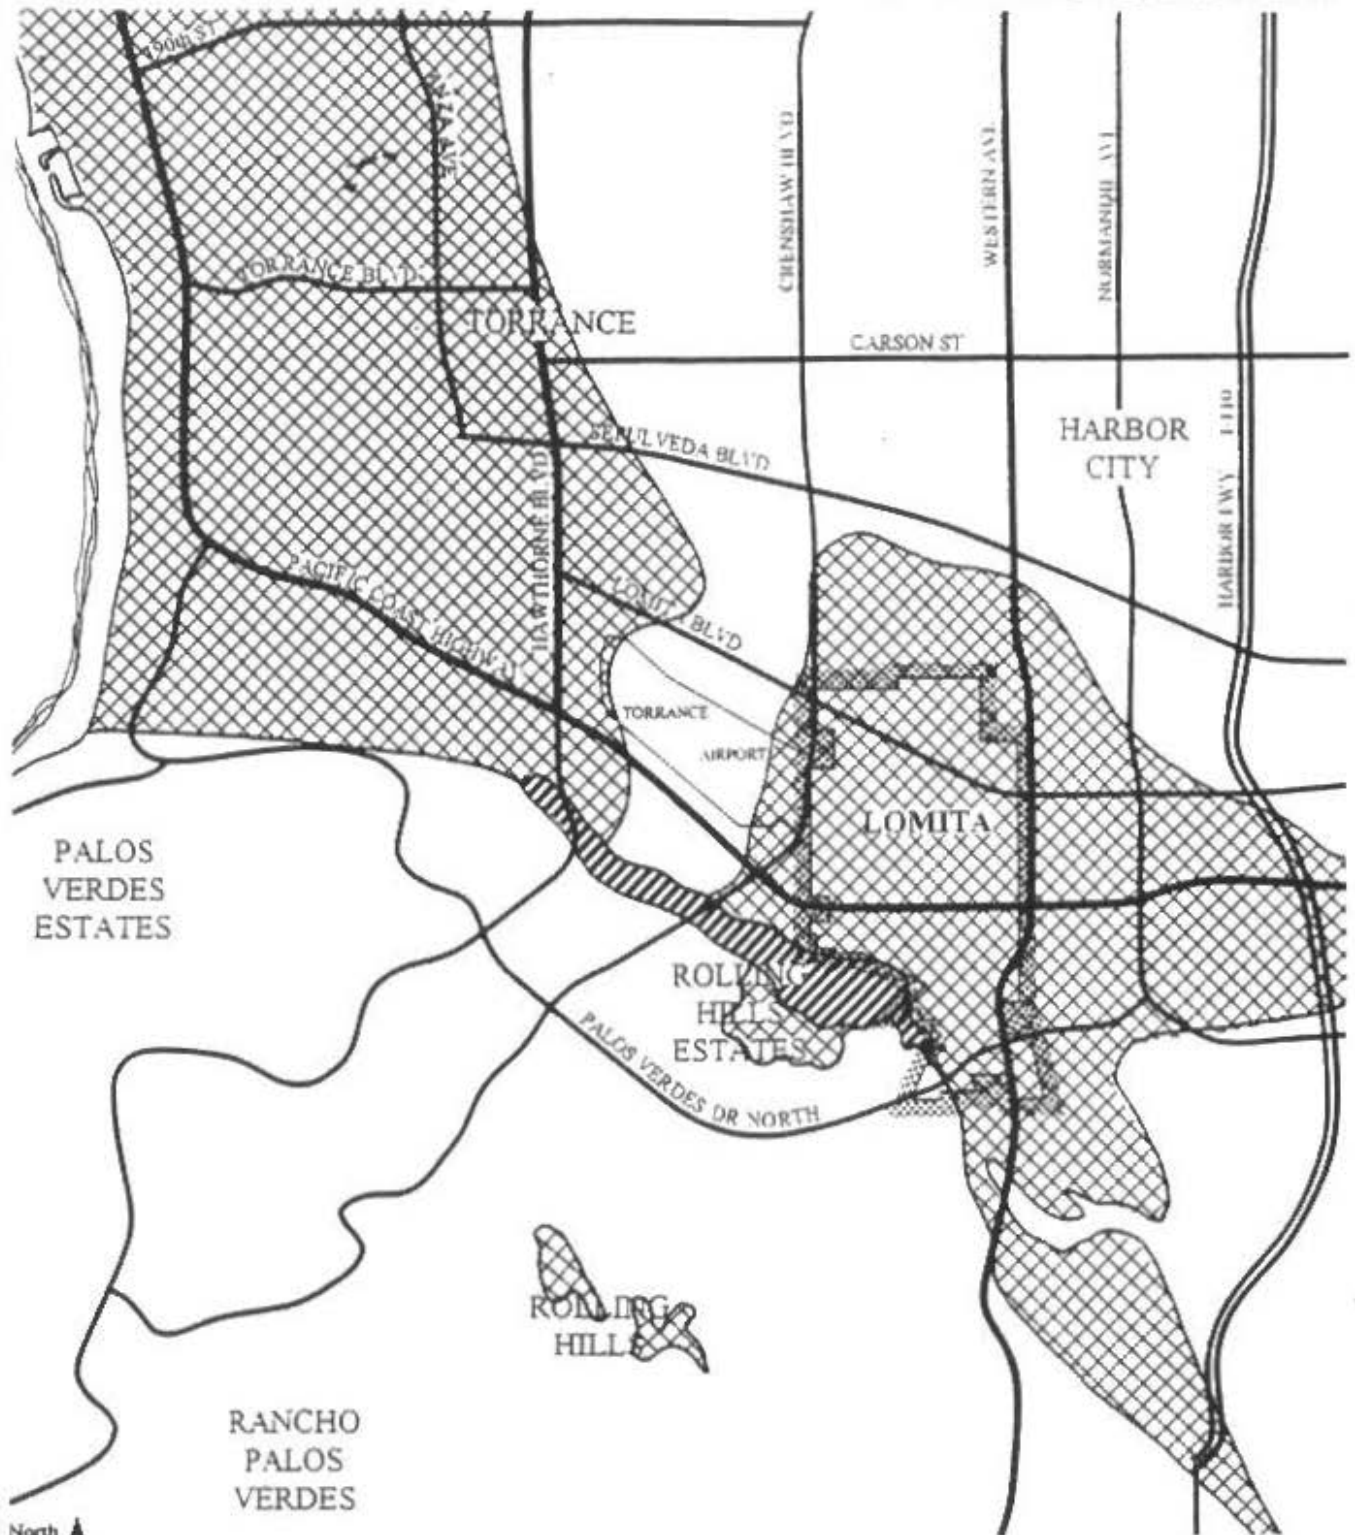 190th ST
ANZA AVE
CRENSHAW BLVD
WESTERN AVE
NORMANDIE AVE
TORRANCE BLVD.
TORRANCE
CARSON ST
HARBOR
CITY
SEPULVEDA BLVD
HAWTHORNE BLVD
HARBOR FWY I-110
PACIFIC COAST HIGHWAY
LOMITA BLVD
TORRANCE
AIRPORT
LOMITA
PALOS
VERDES
ESTATES
ROLLING
HILLS
ESTATES
PALOS VERDES DR NORTH
ROLLING
HILLS
RANCHO
PALOS
VERDES
North